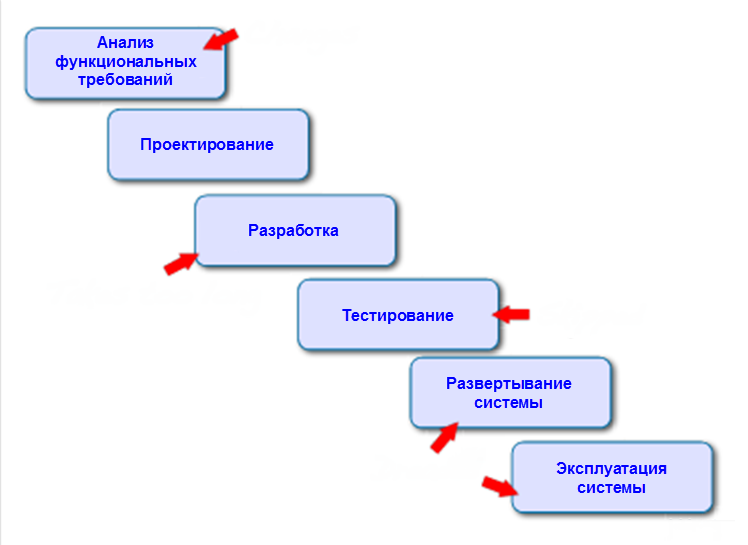 Анализ
функциональных
требований
Проектирование
Разработка
Тестирование
Развертывание
системы
Эксплуатация
системы